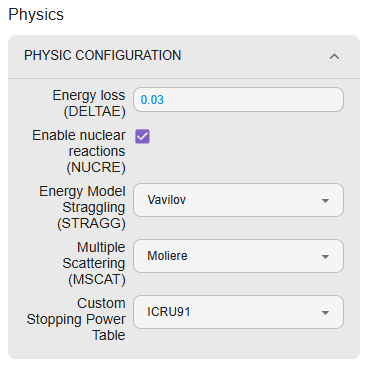 Physics
PHYSIC CONFIGURATION
Energy loss
(DELTAE)
0.03
Enable nuclear
reactions
(NUCRE)
Energy Model
Straggling
(STRAGG)
Vavilov
Multiple
Scattering
(MSCAT)
Moliere
Custom
Stopping Power
Table
ICRU91